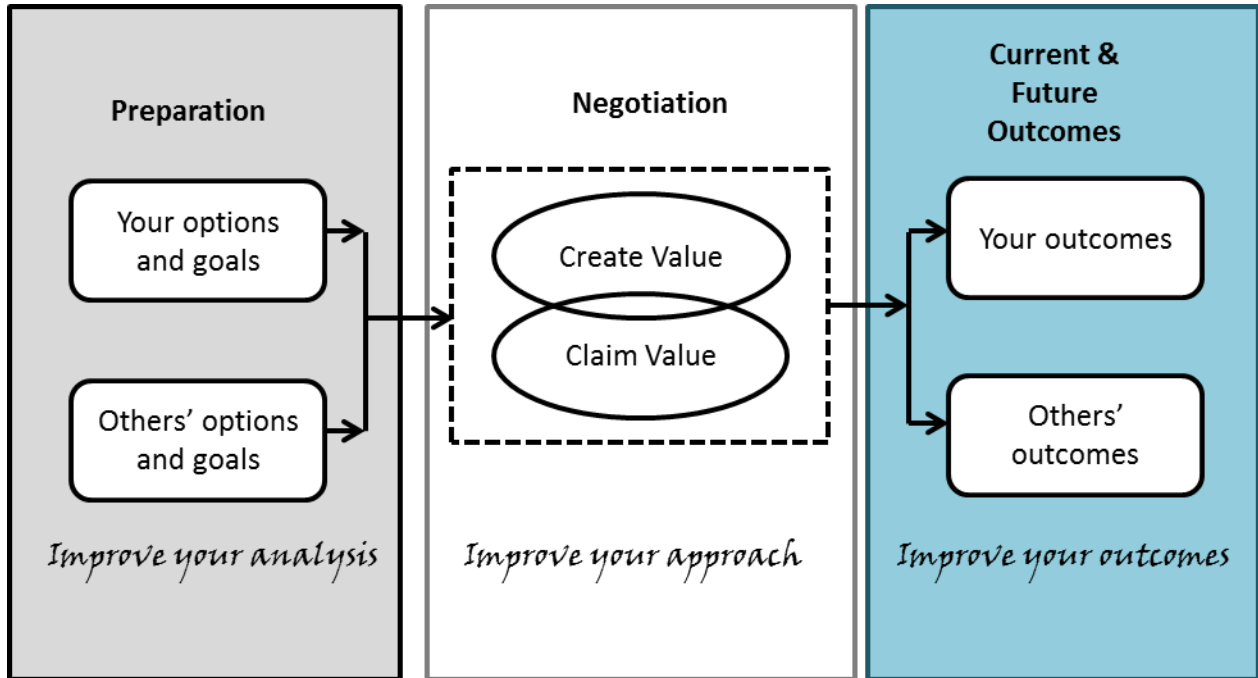 Preparation
Your options
and goals
Others’ options
and goals
Improve your analysis
Negotiation
Create Value
Claim Value
Improve your approach
Current &
Future
Outcomes
Your outcomes
Others’
outcomes
Improve your outcomes